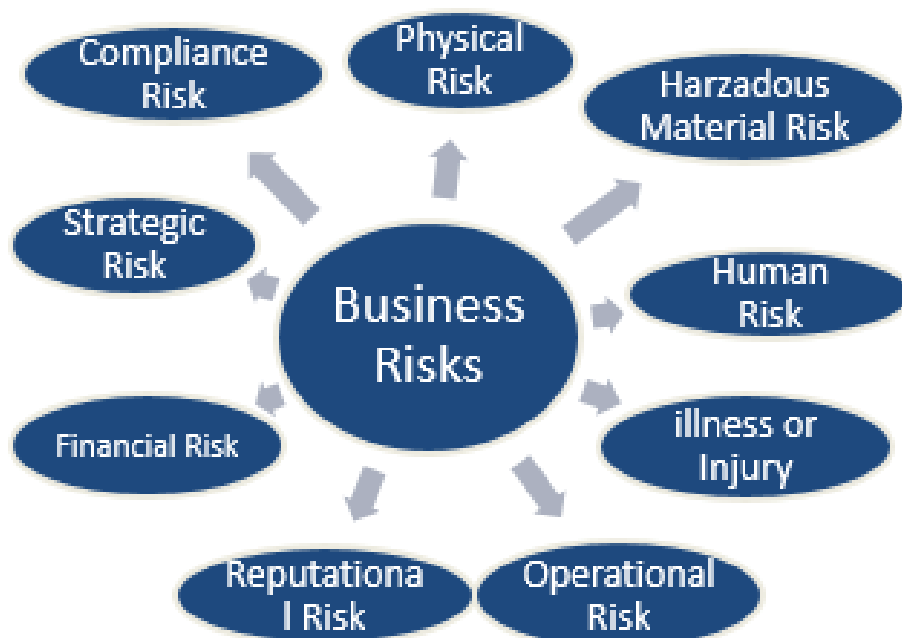 Compliance
Risk
Physical
Risk
Harzadous
Material Risk
Strategic
Risk
Business
Risks
Human
Risk
Financial Risk
illness or
Injury
Reputationa
l Risk
Operational
Risk